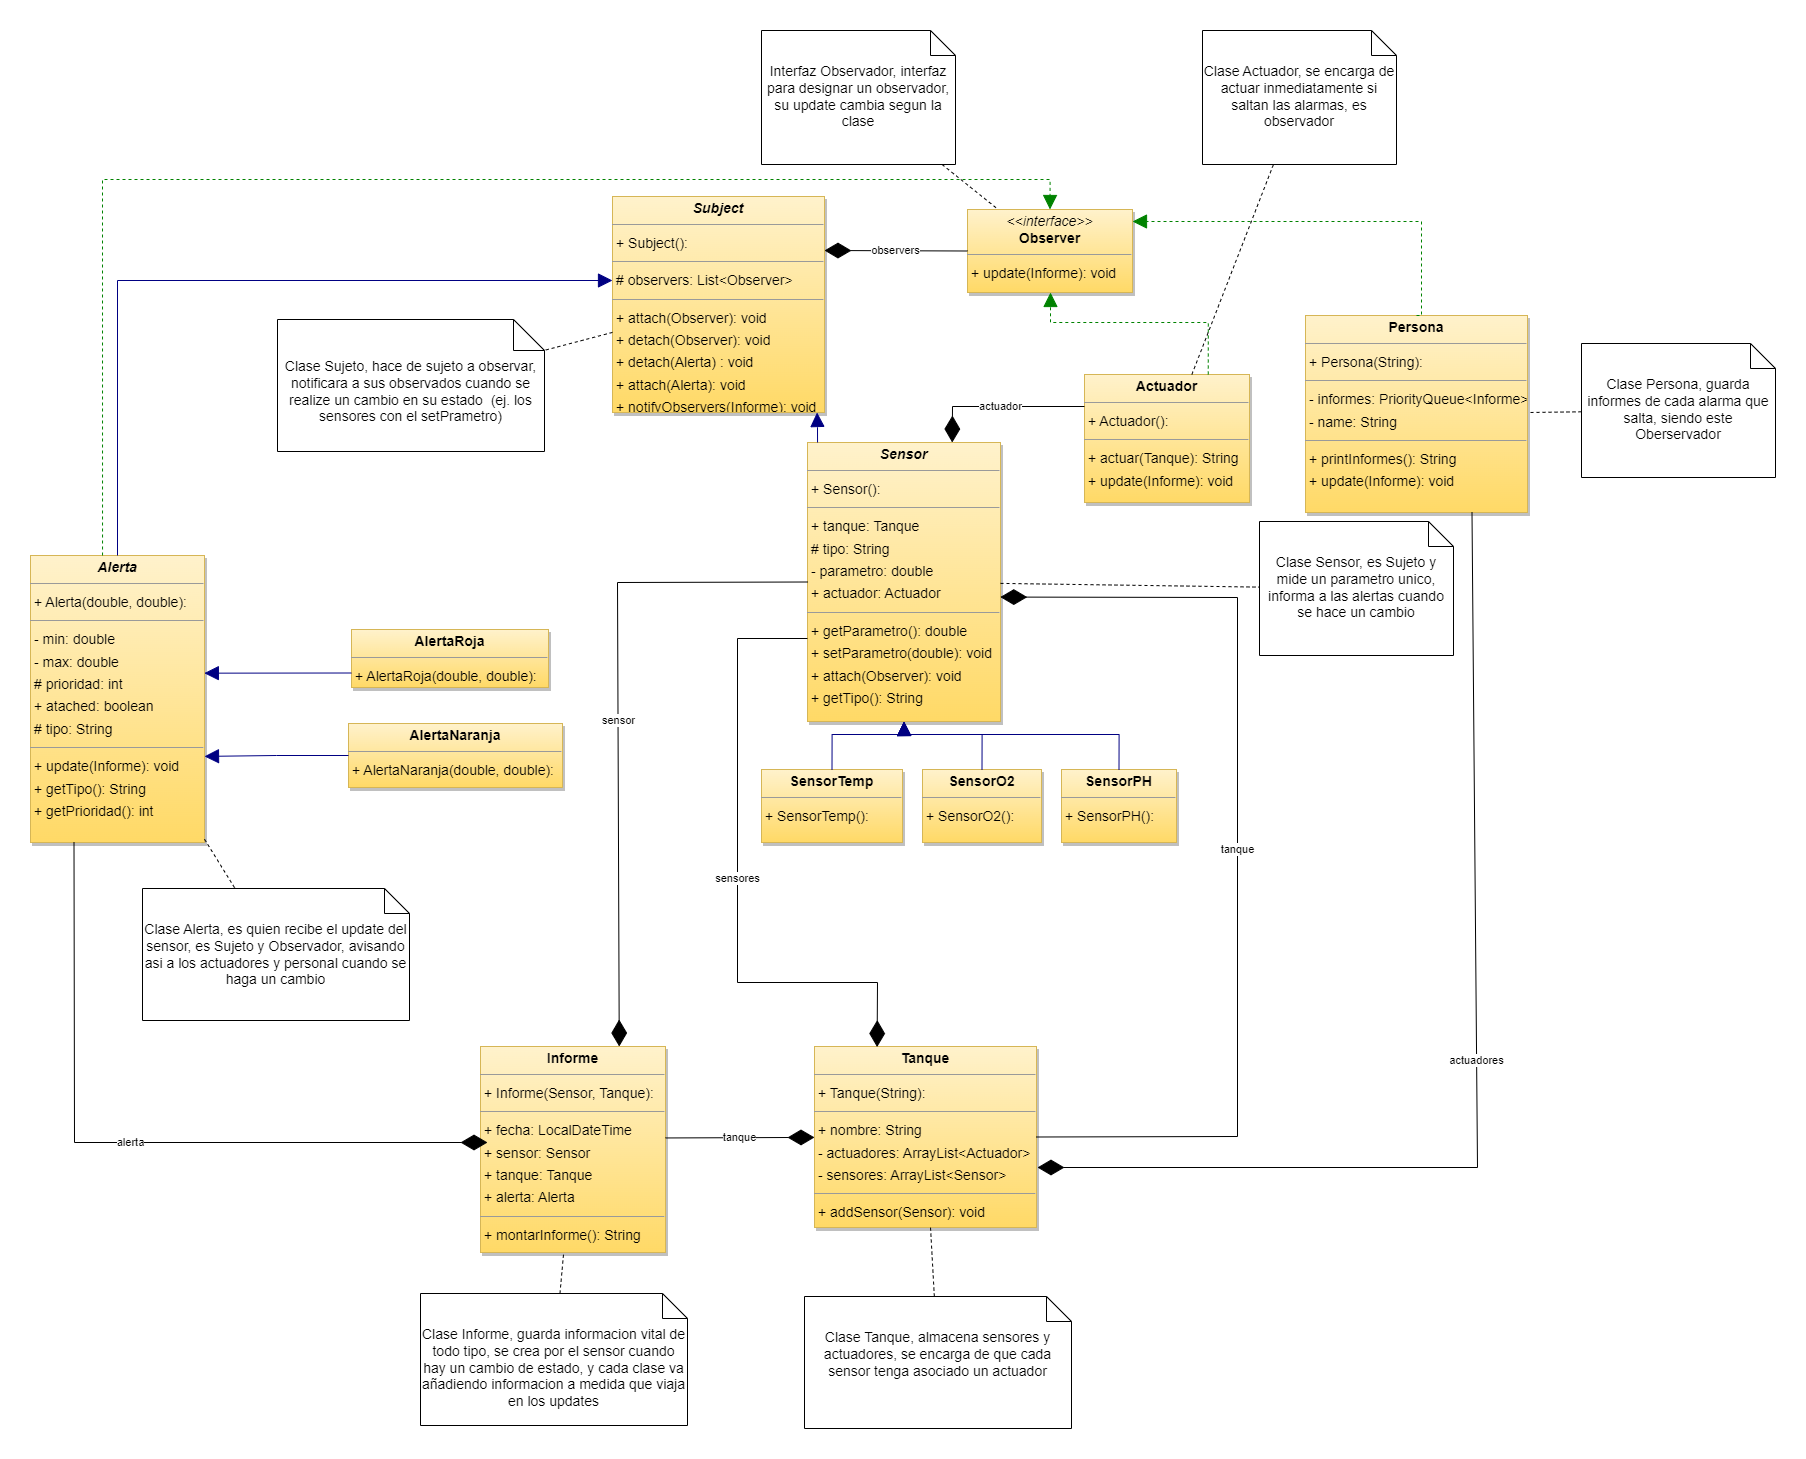 Interfaz Observador, interfaz
para designar un observador,
su update cambia segun la
clase
Clase Actuador, se encarga de
actuar inmediatamente si
saltan las alarmas, es
observador
Subject
+ Subject():
# observers: List<Observer>
+ attach(Observer): void
+ detach(Observer): void
+ detach(Alerta) : void
+ attach(Alerta): void
+ notifyObservers(Informe): void
observers
<<interface>>
Observer
+ update(Informe): void
Clase Sujeto, hace de sujeto a observar,
notificara a sus observados cuando se
realize un cambio en su estado  (ej. los
sensores con el setPrametro)
actuador
Actuador
+ Actuador():
+ actuar(Tanque): String
+ update(Informe): void
Persona
+ Persona(String):
- informes: PriorityQueue<Informe>
- name: String
+ printInformes(): String
+ update(Informe): void
Clase Persona, guarda
informes de cada alarma que
salta, siendo este
Oberservador
Sensor
+ Sensor():
+ tanque: Tanque
# tipo: String
- parametro: double
+ actuador: Actuador
+ getParametro(): double
+ setParametro(double): void
+ attach(Observer): void
+ getTipo(): String
Clase Sensor, es Sujeto y
mide un parametro unico,
informa a las alertas cuando
se hace un cambio
Alerta
+ Alerta(double, double):
- min: double
- max: double
# prioridad: int
+ atached: boolean
# tipo: String
+ update(Informe): void
+ getTipo(): String
+ getPrioridad(): int
AlertaRoja
+ AlertaRoja(double, double):
AlertaNaranja
+ AlertaNaranja(double, double):
sensor
SensorTemp
+ SensorTemp():
SensorO2
+ SensorO2():
SensorPH
+ SensorPH():
sensores
tanque
Clase Alerta, es quien recibe el update del
sensor, es Sujeto y Observador, avisando
asi a los actuadores y personal cuando se
haga un cambio
actuadores
alerta
Informe
+ Informe(Sensor, Tanque):
+ fecha: LocalDateTime
+ sensor: Sensor
+ tanque: Tanque
+ alerta: Alerta
+ montarInforme(): String
tanque
Tanque
+ Tanque(String):
+ nombre: String
- actuadores: ArrayList<Actuador>
- sensores: ArrayList<Sensor>
+ addSensor(Sensor): void
Clase Informe, guarda informacion vital de
todo tipo, se crea por el sensor cuando
hay un cambio de estado, y cada clase va
añadiendo informacion a medida que viaja
en los updates
Clase Tanque, almacena sensores y
actuadores, se encarga de que cada
sensor tenga asociado un actuador